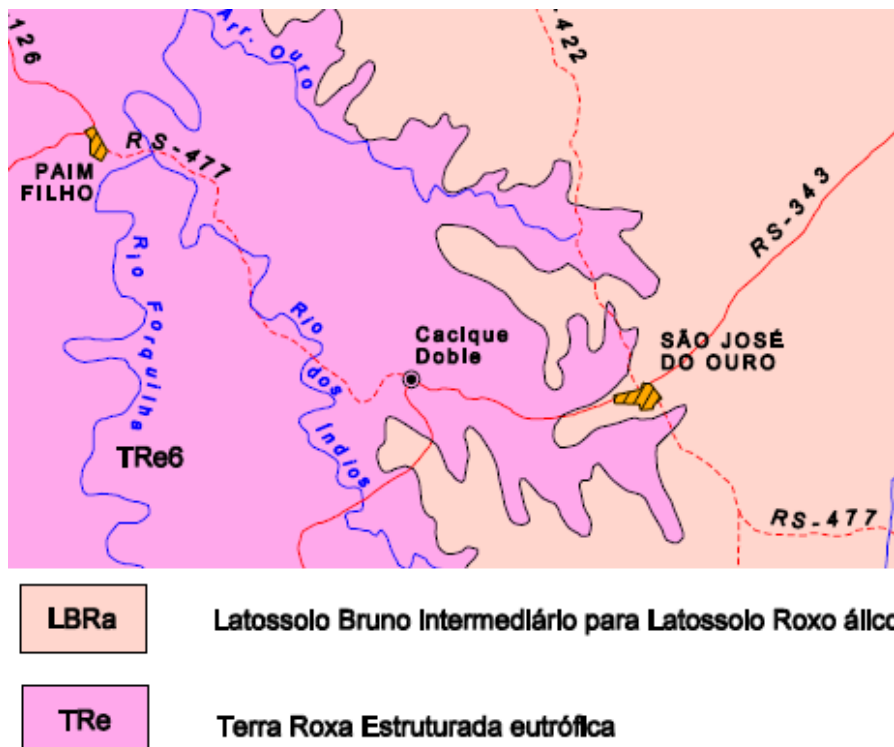 126
Arr. Ouro
422
RS-477
PAIM
FILHO
RS-343
Rio Forquilha
Rio dos Índios
Cacique
Doble
SÃO JOSÉ
DO OURO
TRe6
RS-477
LBRa
Latossolo Bruno Intermediário para Latossolo Roxo álico
TRe
Terra Roxa Estruturada eutrófica